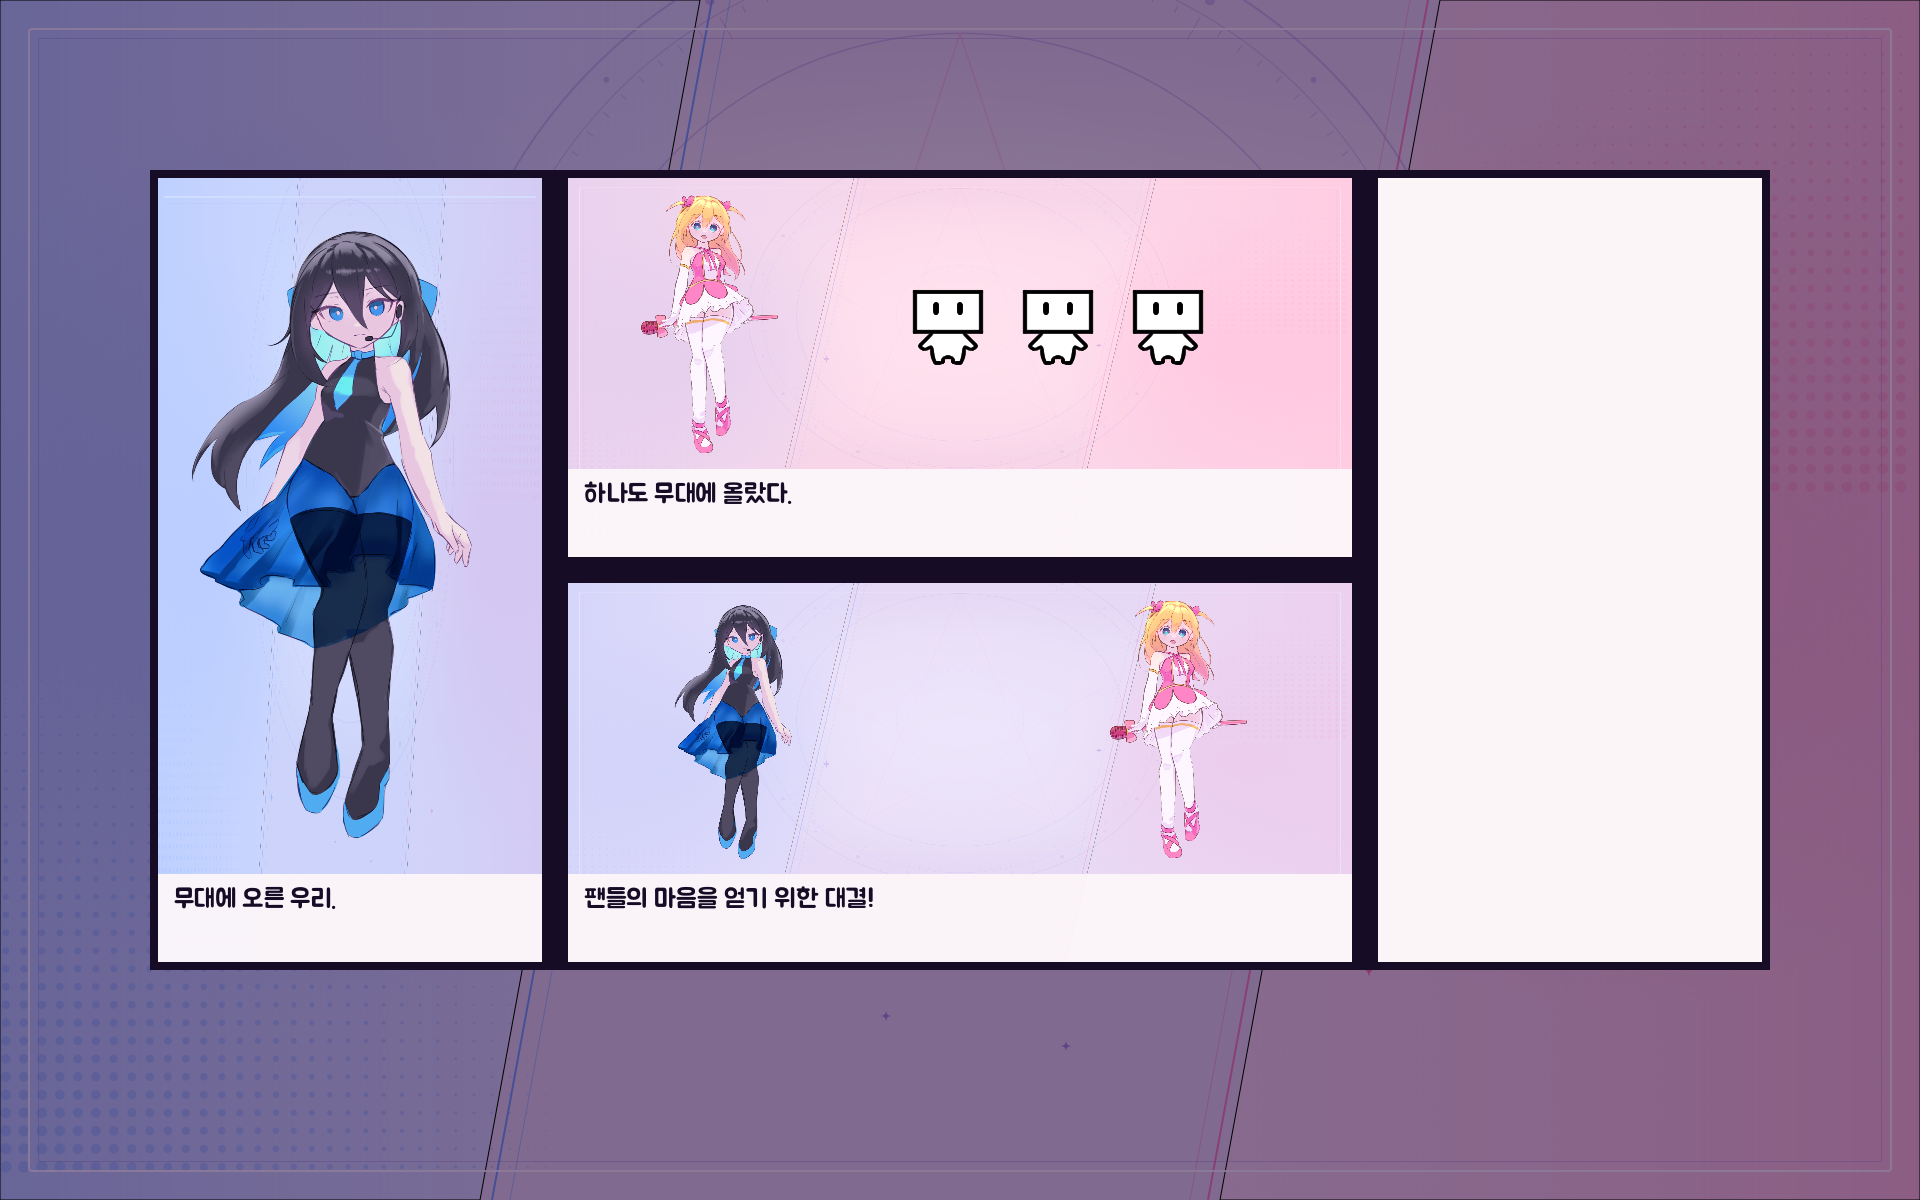 무대에 오른 우리.
하나도 무대에 올랐다.
팬들의 마음을 얻기 위한 대결!